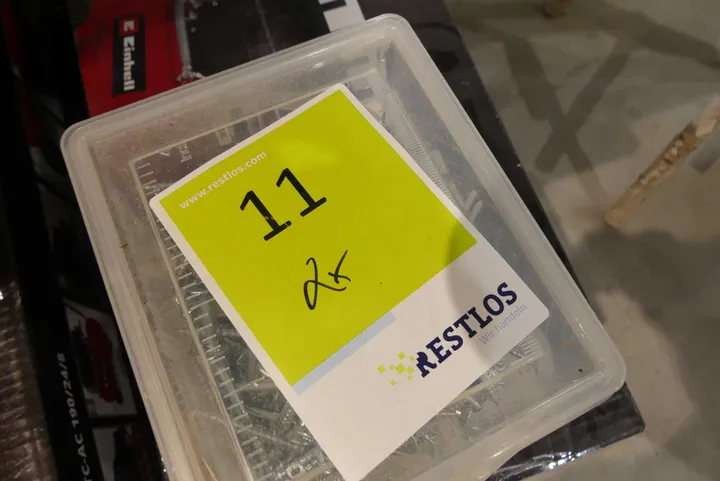 Einhell
www.restlos.com
11
2x
RESTLOS
Wir handeln.
TC-AC 190/24/8